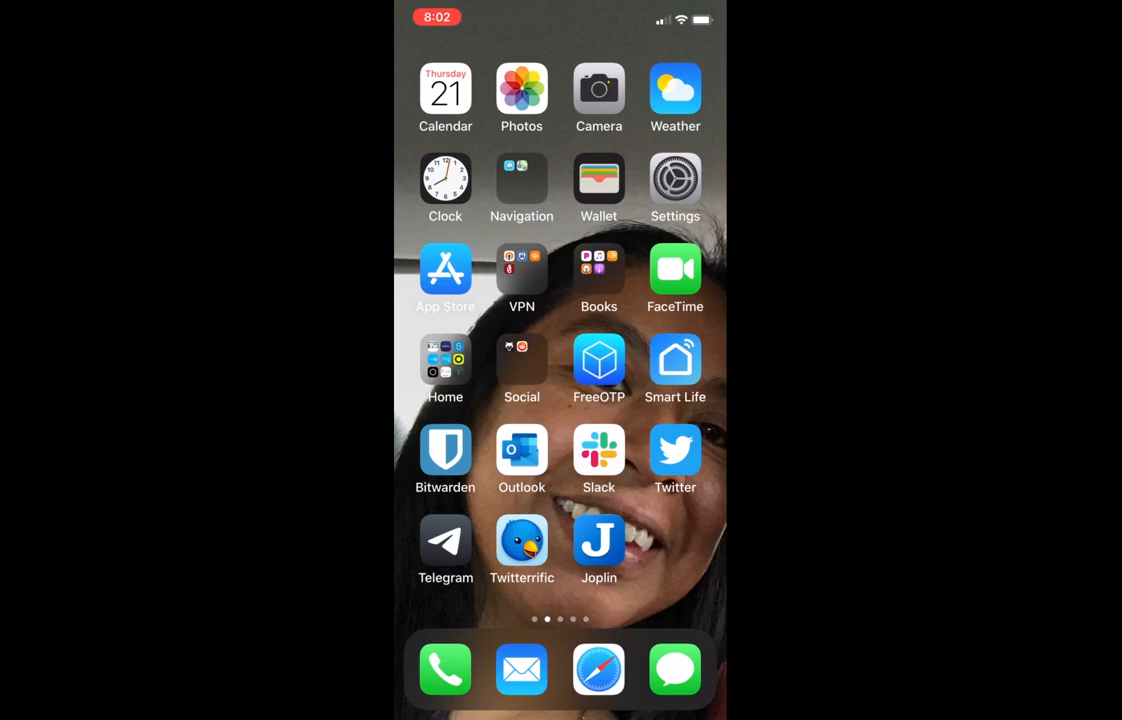 8:02
Thursday
21
Calendar
Photos
Camera
Weather
Clock
Navigation
Wallet
Settings
App Store
VPN
Books
FaceTime
Home
Social
FreeOTP
Smart Life
Bitwarden
Outlook
Slack
Twitter
Telegram
Twitterrific
Joplin